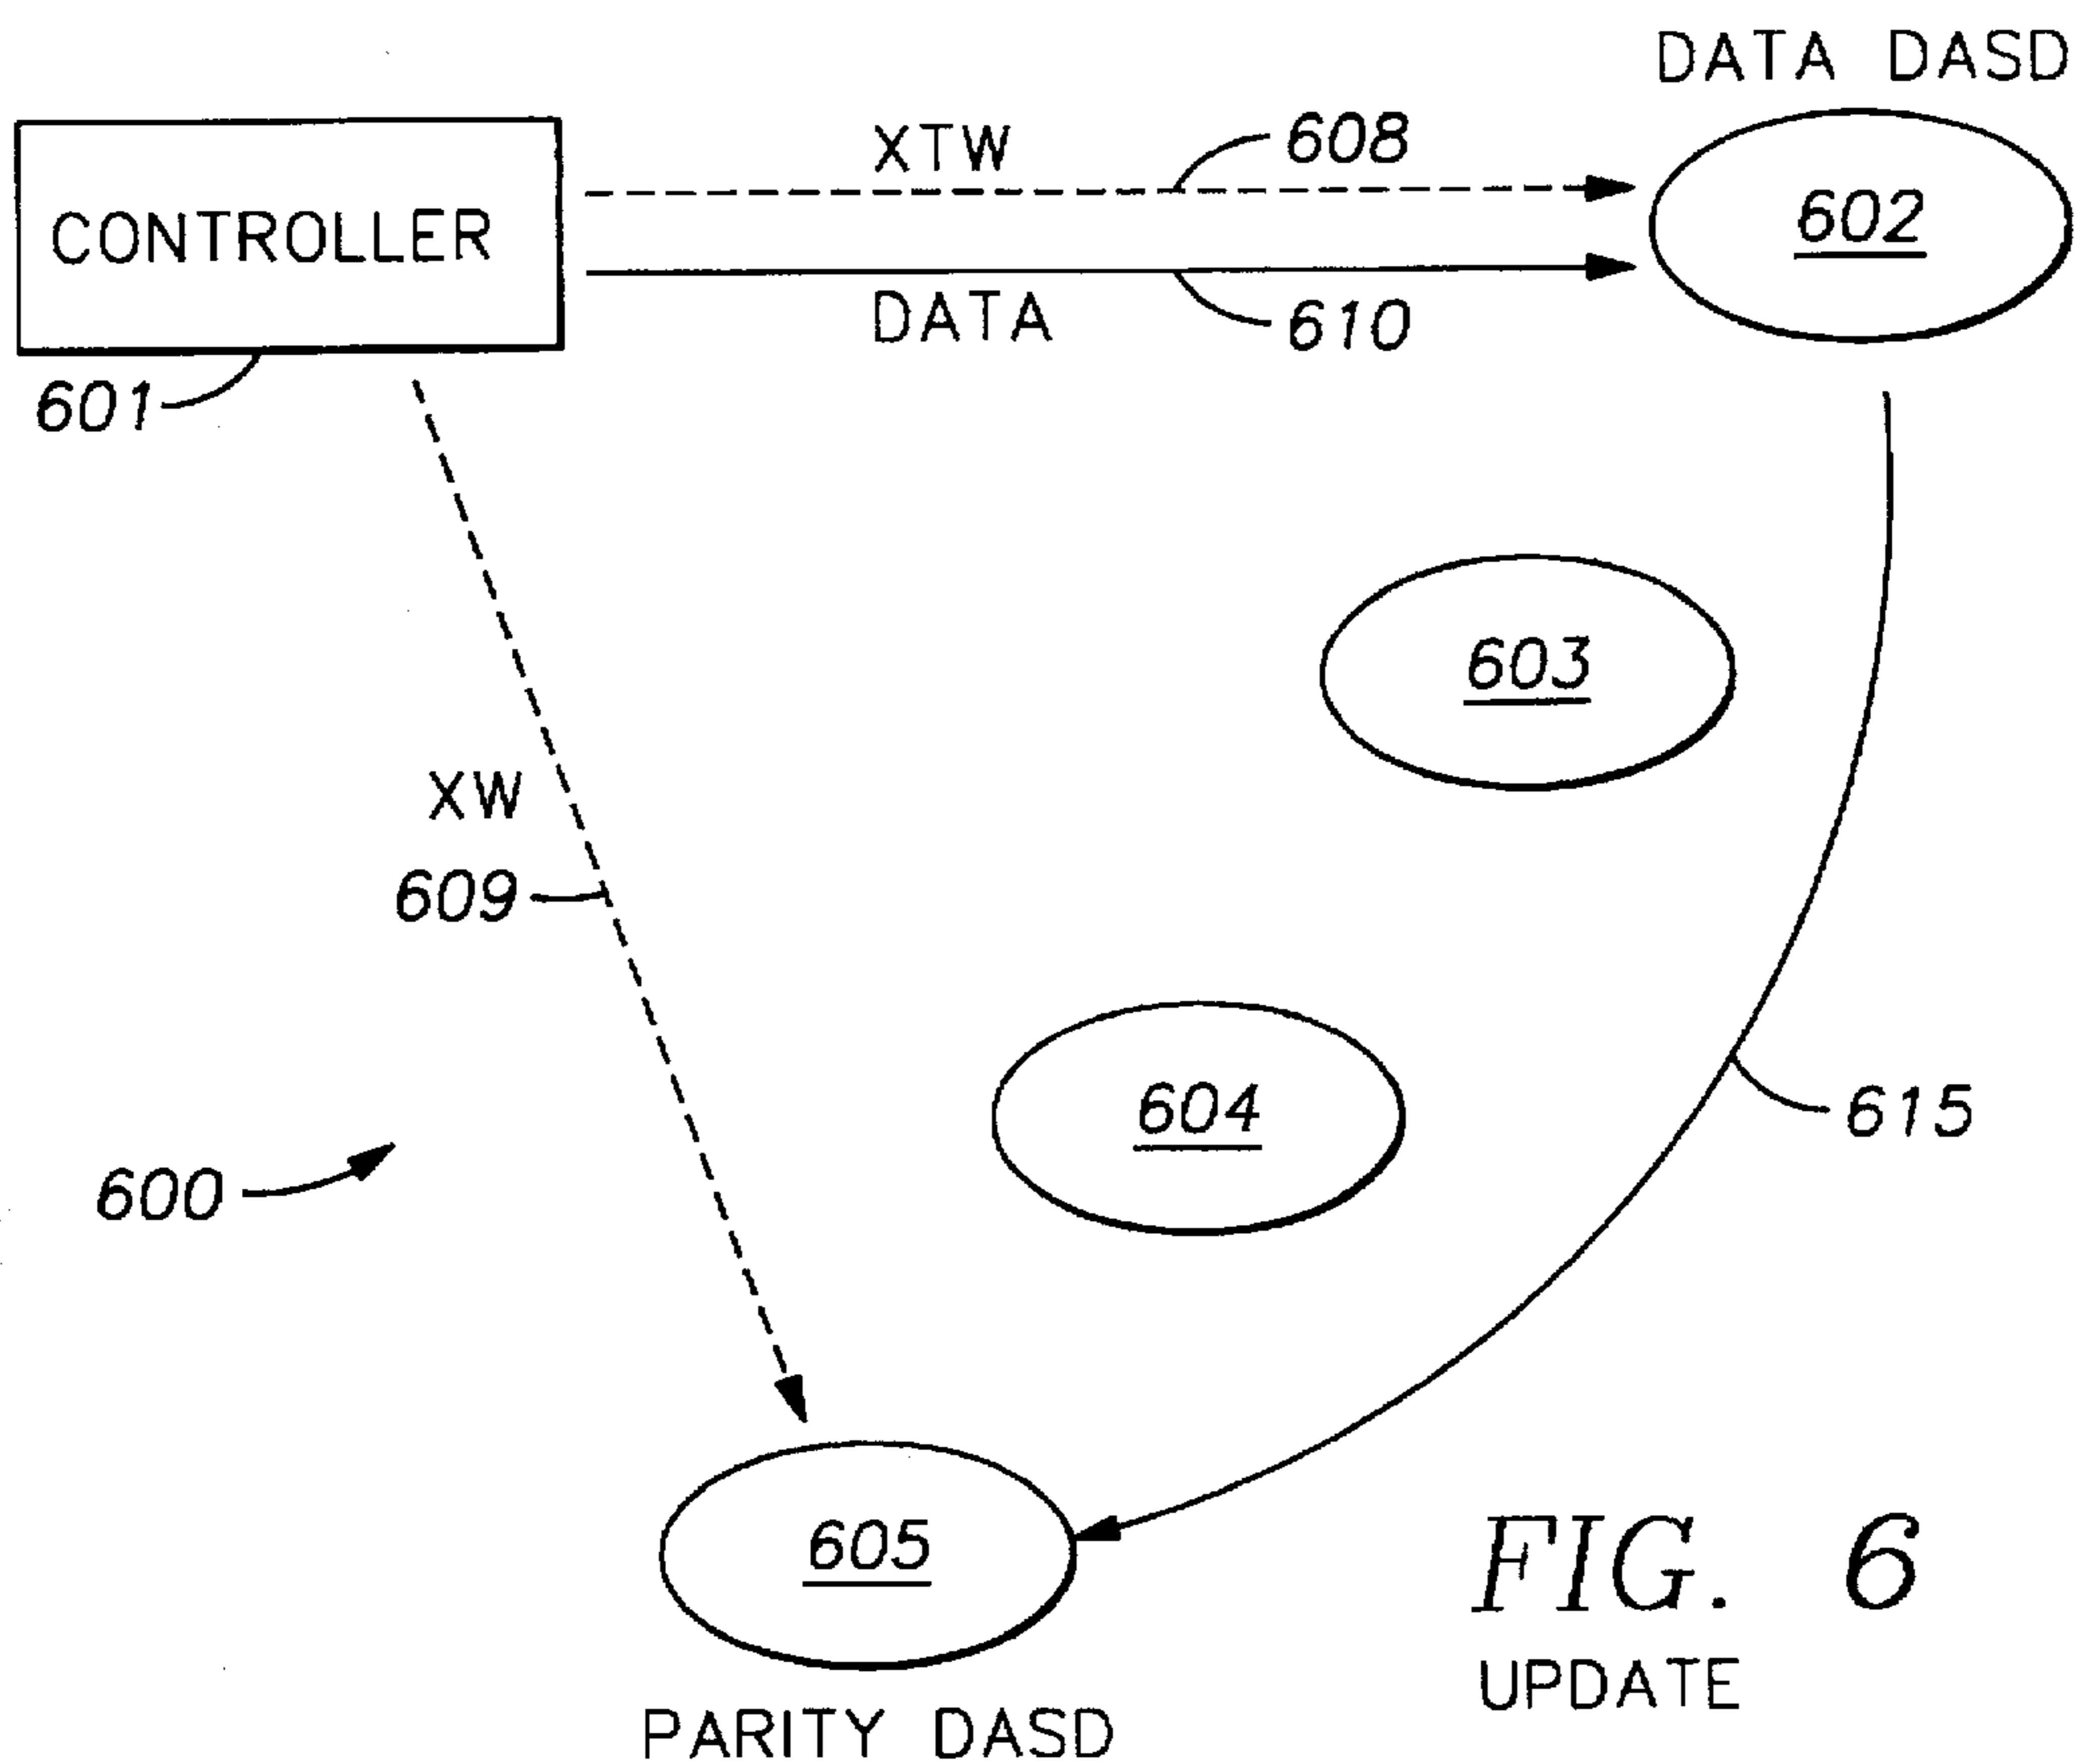 DATA DASD
XTW
608
CONTROLLER
602
DATA
610
601
603
XW
609
604
615
600
605
FIG. 6
UPDATE
PARITY DASD